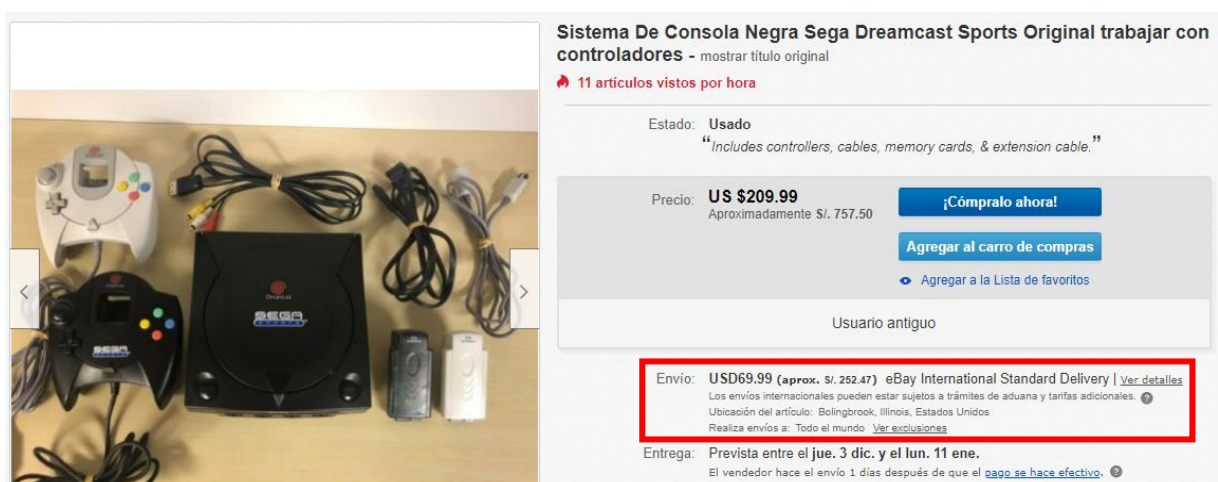 Sistema De Consola Negra Sega Dreamcast Sports Original trabajar con
controladores - mostrar título original
11 artículos vistos por hora
Estado: Usado
“Includes controllers, cables, memory cards, & extension cable.”
Precio: US $209.99
Aproximadamente S/. 757.50
¡Cómpralo ahora!
Agregar al carro de compras
Agregar a la Lista de favoritos
Usuario antiguo
Dreamcast
SEGA
SPORTS
SEGA
SPORTS
Envío: USD69.99 (aprox. S/. 252.47) eBay International Standard Delivery | Ver detalles
Los envíos internacionales pueden estar sujetos a trámites de aduana y tarifas adicionales.
Ubicación del artículo: Bolingbrook, Illinois, Estados Unidos
Realiza envíos a: Todo el mundo Ver exclusiones
Entrega: Prevista entre el jue. 3 dic. y el lun. 11 ene.
El vendedor hace el envío 1 días después de que el pago se hace efectivo.